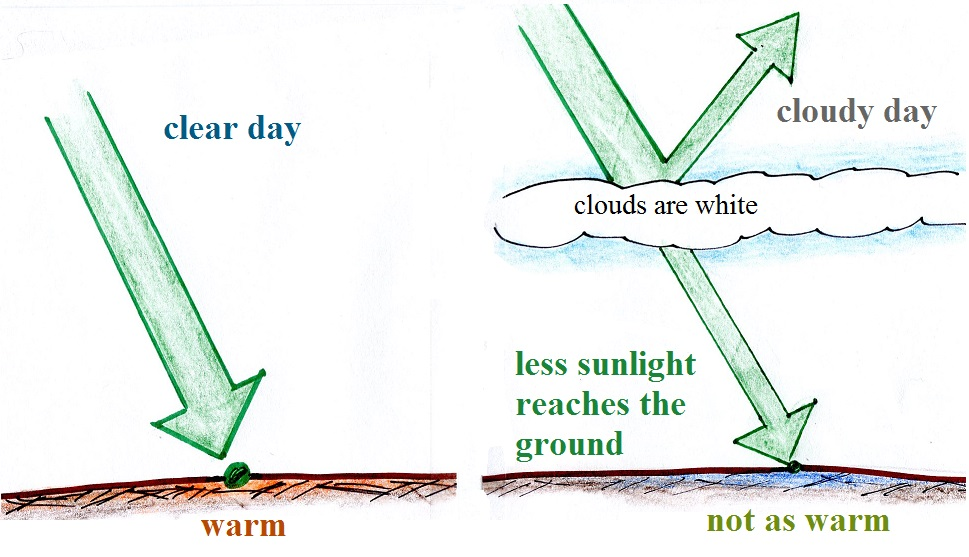 clear day
warm
cloudy day
clouds are white
less sunlight
reaches the
ground
not as warm